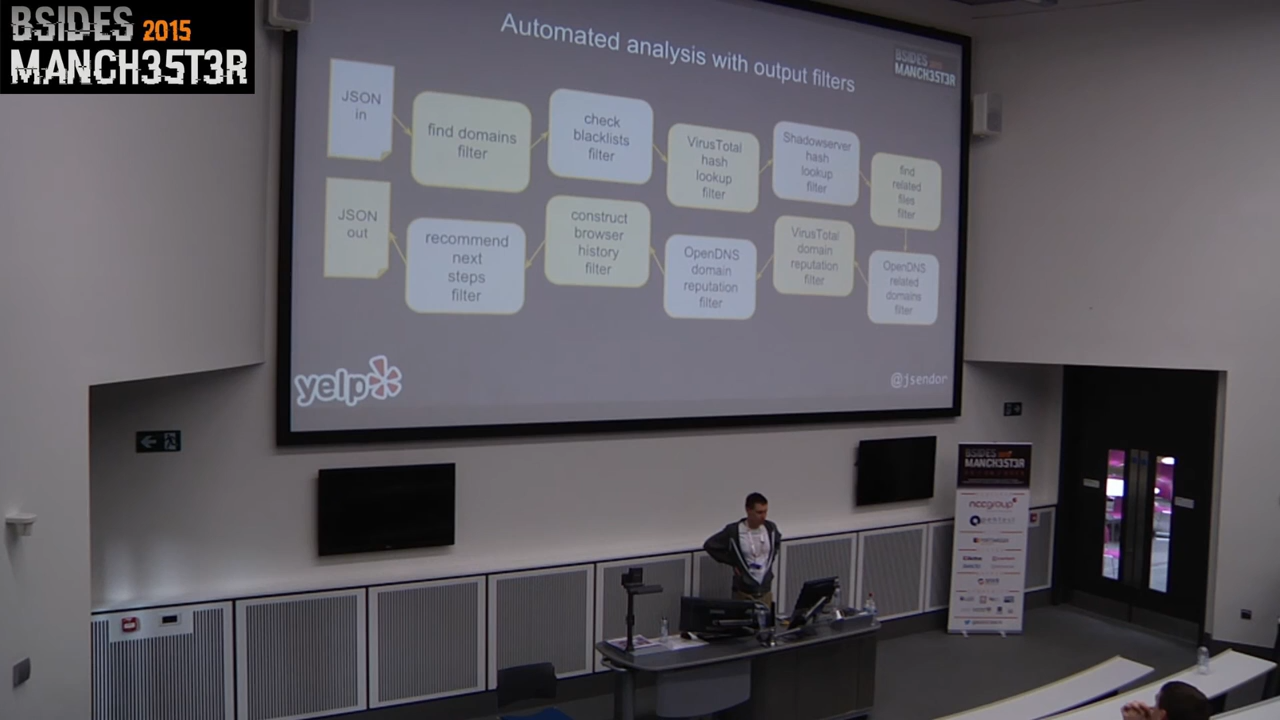 BSIDES 2015
MANCH35T3R
Automated analysis with output filters
BSIDES 2015
MANCH35T3R
JSON
in
find domains
filter
check
blacklists
filter
VirusTotal
hash
lookup
filter
Shadowserver
hash
lookup
filter
find
related
files
filter
OpenDNS
related
domains
filter
VirusTotal
domain
reputation
filter
OpenDNS
domain
reputation
filter
construct
browser
history
filter
recommend
next
steps
filter
JSON
out
yelp
@jsendor
BSIDES
MANCH35T3R
nccgroup